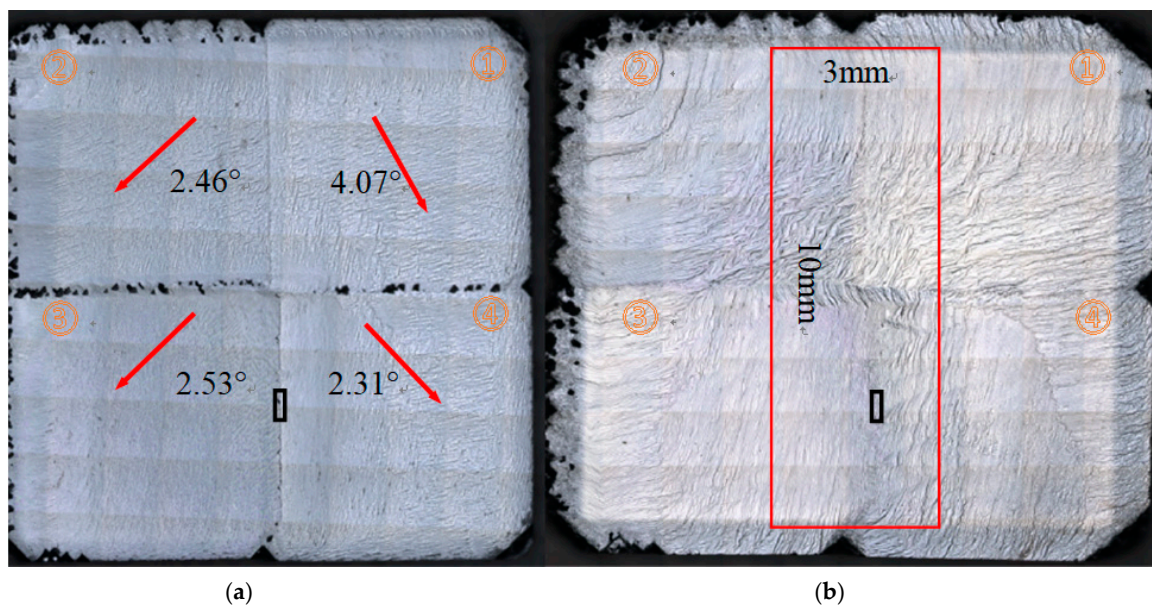 ② ①
2.46° 4.07°
③ ④
2.53° 2.31°
② ①
3mm
10mm
③ ④
(a) (b)